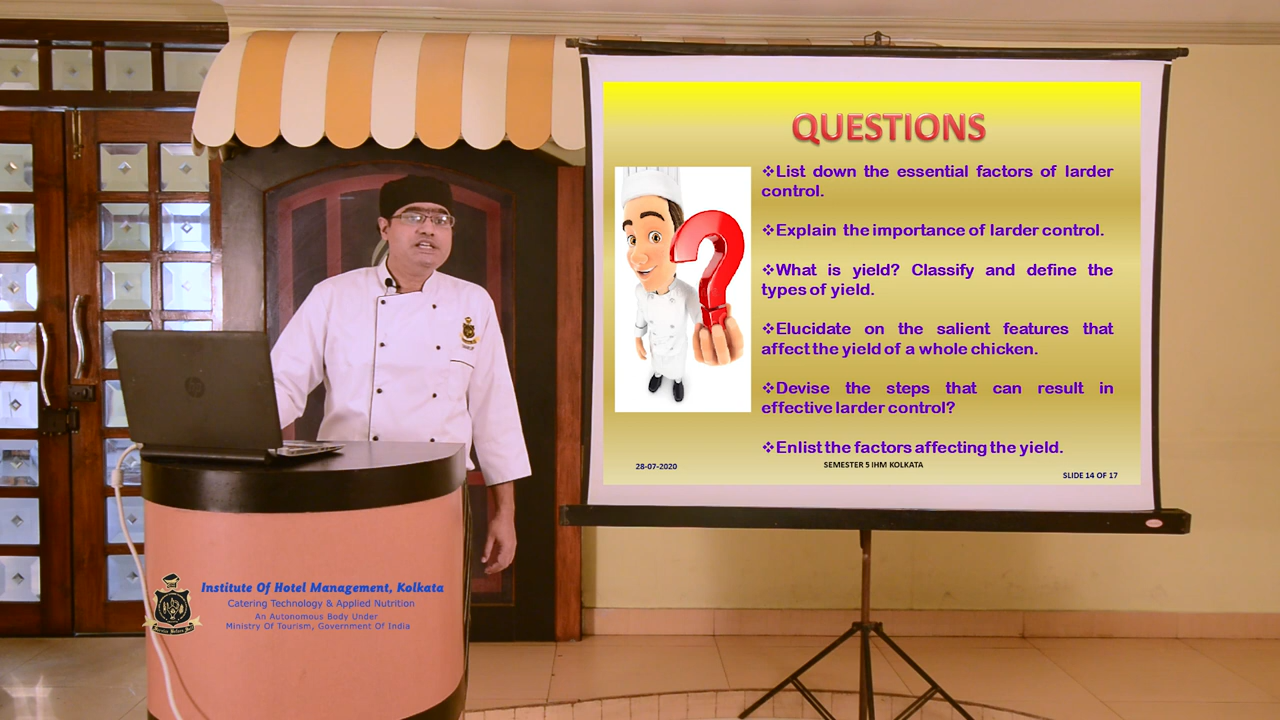 QUESTIONS
❖List down the essential factors of larder
control.
❖Explain the importance of larder control.
❖What is yield? Classify and define the
types of yield.
❖Elucidate on the salient features that
affect the yield of a whole chicken.
❖Devise the steps that can result in
effective larder control?
❖Enlist the factors affecting the yield.
28-07-2020
SEMESTER 5 IHM KOLKATA
SLIDE 14 OF 17
Institute Of Hotel Management, Kolkata
Catering Technology & Applied Nutrition
An Autonomous Body Under
Ministry Of Tourism, Government Of India